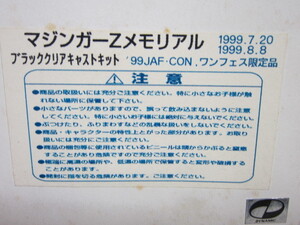 マジンガーZメモリアル 1999.7.20
ブラッククリアキャストキット '99JAF・CON,ワンフェス限定品 1999.8.8
⚠注意
●商品の取扱いには充分ご注意ください。特に小さなお子様が触
れない場所に保管して下さい。
●小さなパーツがありますので、誤って飲み込まないように充分
ご注意下さい。特に小さいお子様には絶対に与えないでください。
●ぶつけたり、ふりまわすなどの乱暴な扱いをしないでください。
●商品・キャラクターの特性上とがった部分があります。お取り
扱いには充分ご注意ください。
●商品の梱包等に使用されているビニールは頭からかぶると窒息
することがあり危険ですので充分ご注意ください。
●極端に高温の場所や、低温の場所で保管すると変形や破損する
ことがあります。